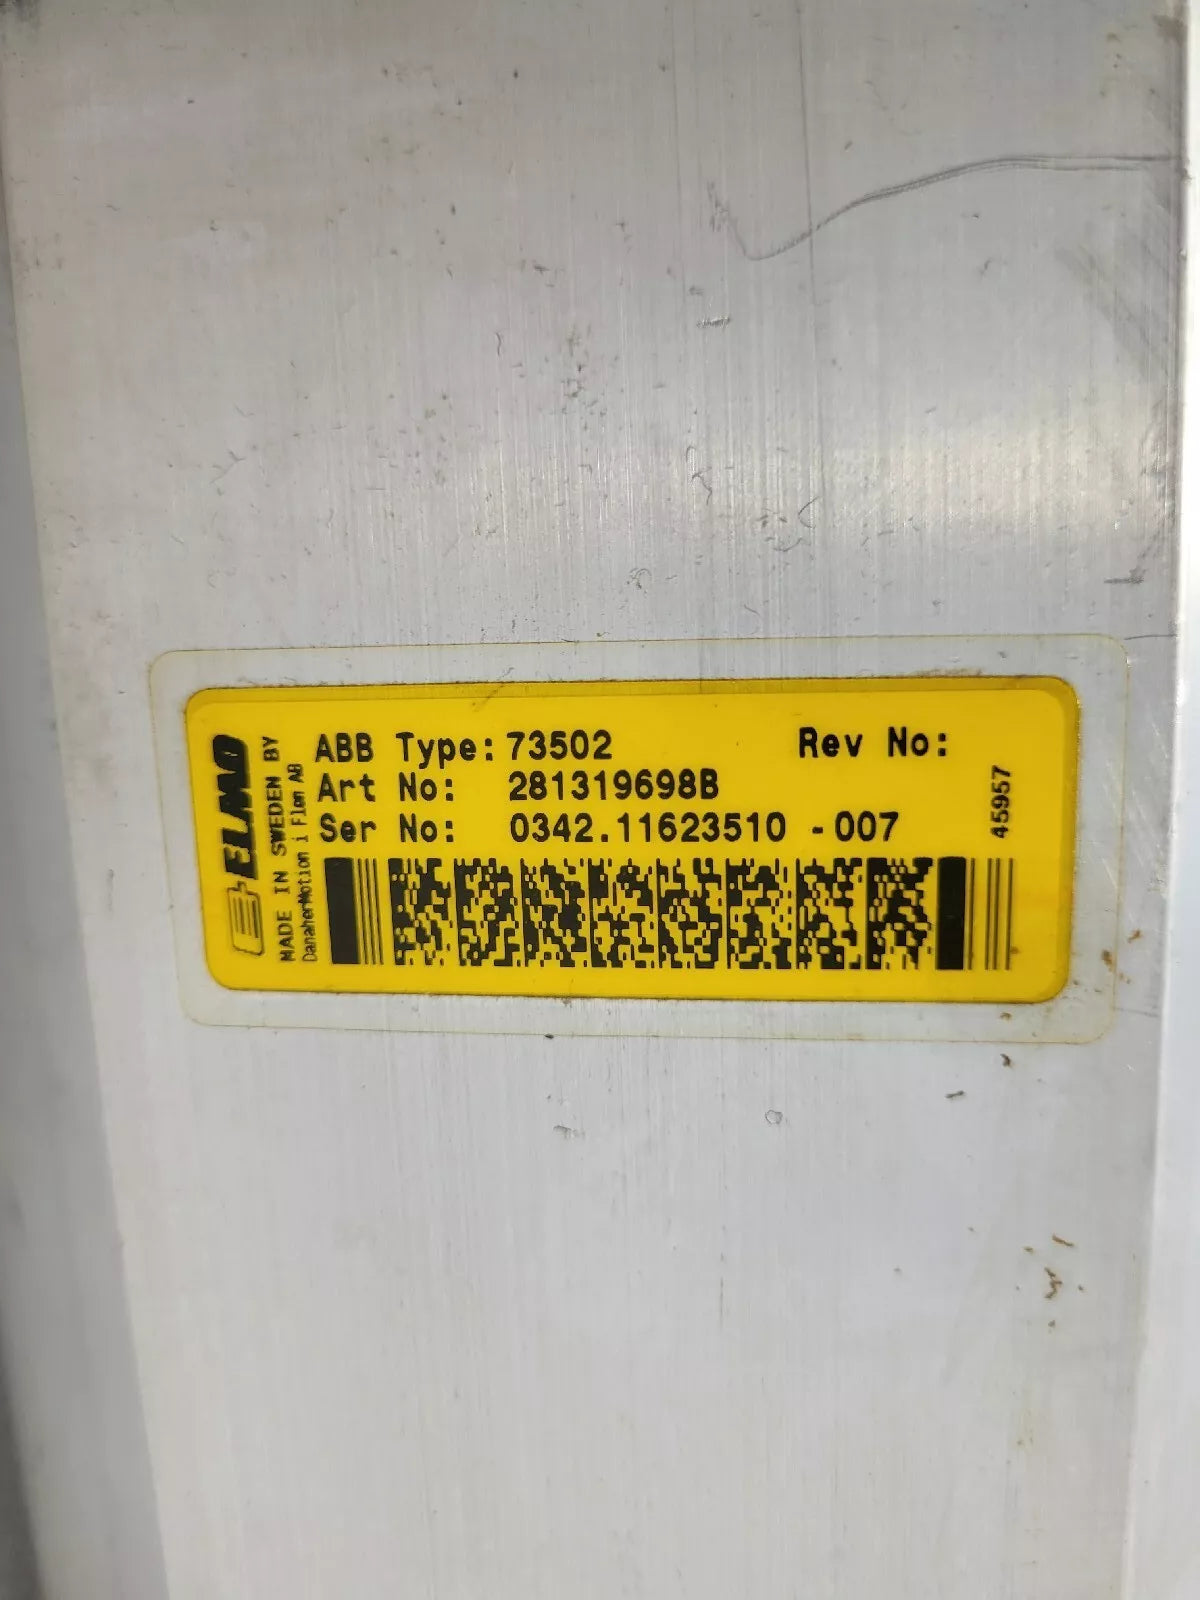 ELMO
MADE IN SWEDEN BY
DanaherMotion i Flen AB
ABB Type: 73502 Rev No:
Art No: 281319698B
Ser No: 0342.11623510 -007
45957